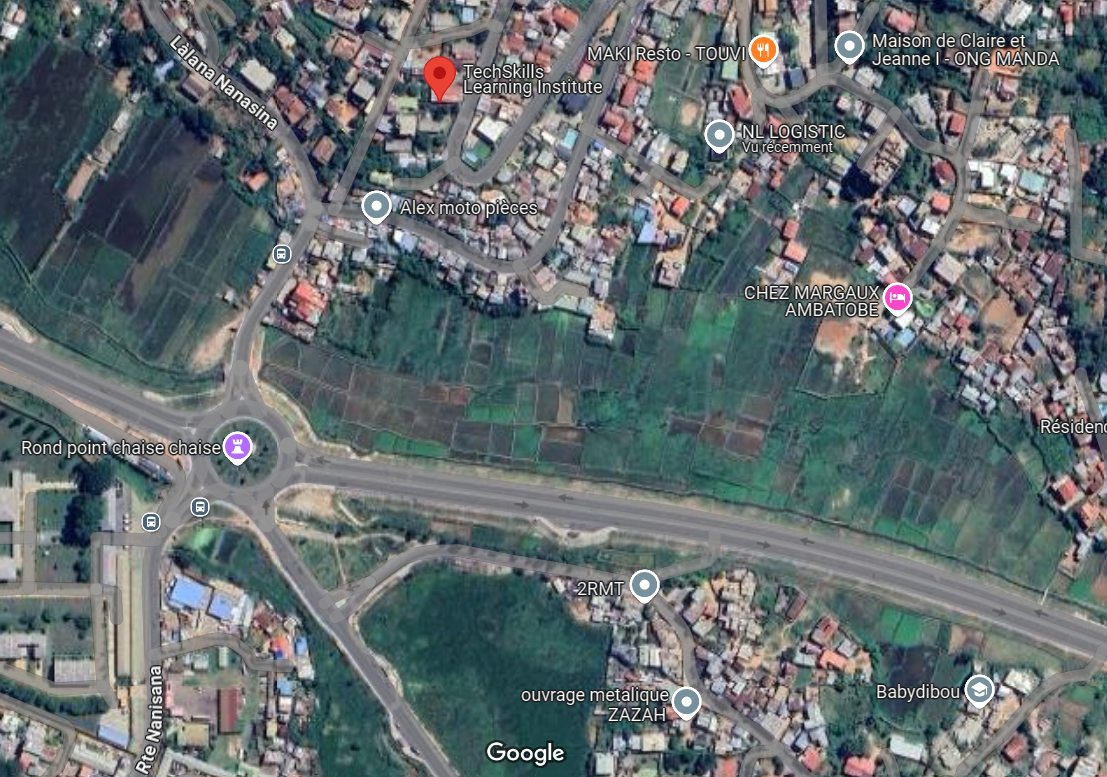 Lalana Nanasina
TechSkills
Learning Institute
MAKI Resto - TOUVI
Maison de Claire et
Jeanne I - ONG MANDA
NL LOGISTIC
Vu récemment
Alex moto pièces
CHEZ MARGAUX
AMBATOBE
Résidenc
Rond point chaise chaise
2RMT
ouvrage metalique
ZAZAH
Babydibou
Rte Nanisana
Google